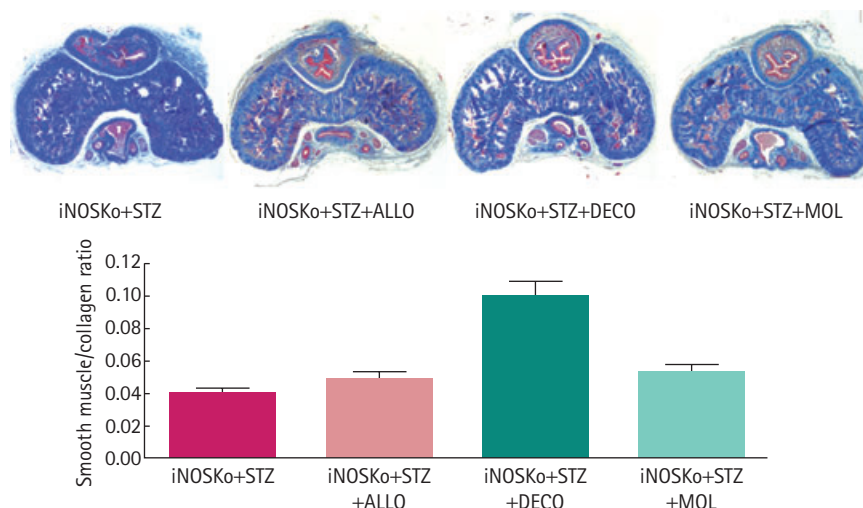 iNOSKo+STZ
iNOSKo+STZ+ALLO
iNOSKo+STZ+DECO
iNOSKo+STZ+MOL
Smooth muscle/collagen ratio
0.12
0.10
0.08
0.06
0.04
0.02
0.00
iNOSKo+STZ
iNOSKo+STZ
+ALLO
iNOSKo+STZ
+DECO
iNOSKo+STZ
+MOL